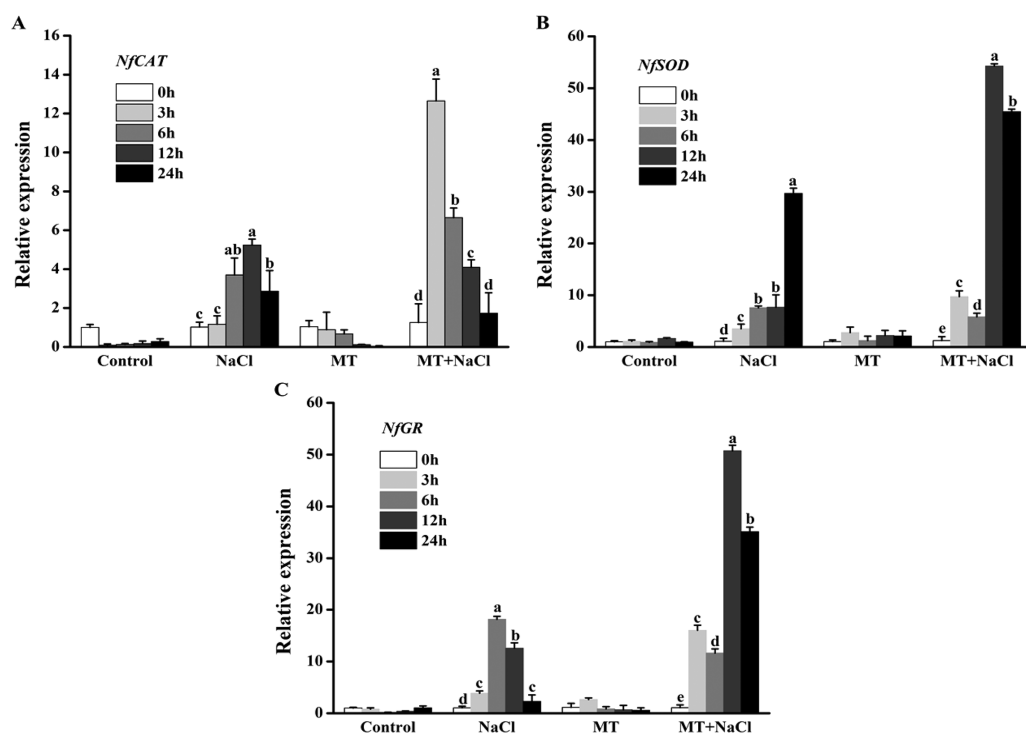 A
NfCAT
0h
3h
6h
12h
24h
Relative expression
16
14
12
10
8
6
4
2
0
c
c
ab
a
b
d
a
b
c
d
Control
NaCl
MT
MT+NaCl
B
NfSOD
0h
3h
6h
12h
24h
Relative expression
60
50
40
30
20
10
0
d
c
b
b
a
e
c
d
a
b
Control
NaCl
MT
MT+NaCl
C
NfGR
0h
3h
6h
12h
24h
Relative expression
60
50
40
30
20
10
0
d
c
a
b
c
e
c
d
a
b
Control
NaCl
MT
MT+NaCl